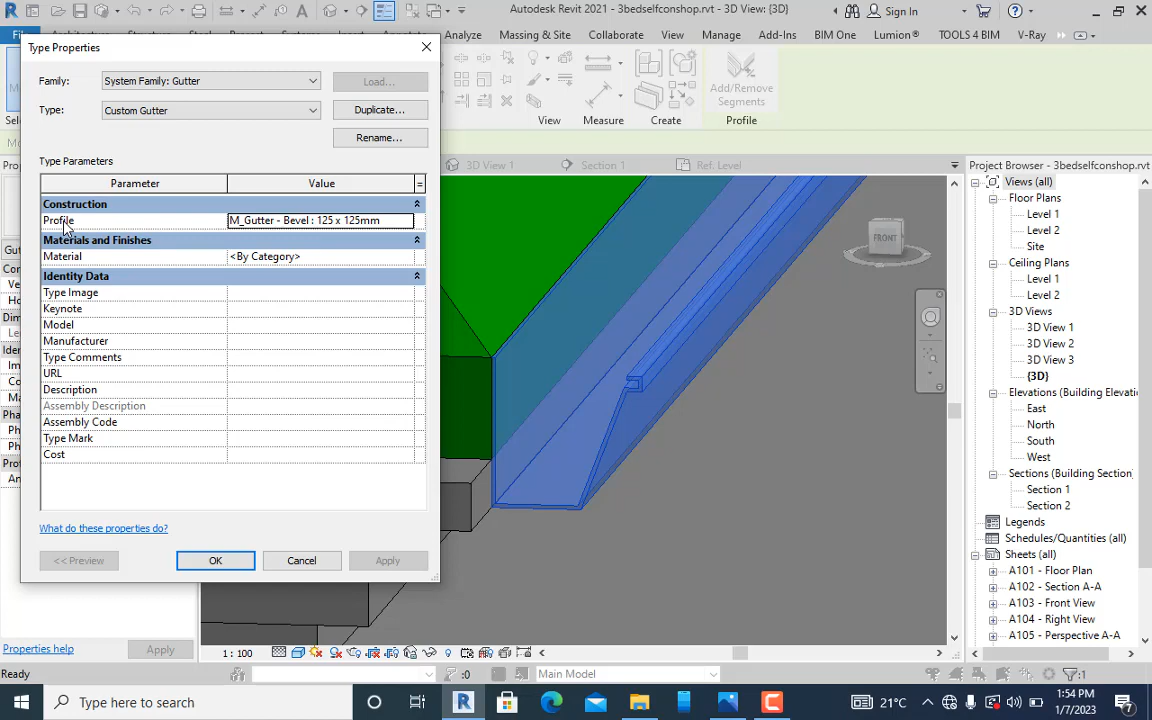 Autodesk Revit 2021 - 3bedselfconshop.rvt - 3D View: {3D}
Sign In
Analyze Massing & Site Collaborate View Manage Add-Ins BIM One Lumion® TOOLS 4 BIM V-Ray
Type Properties
Family: System Family: Gutter Load...
Type: Custom Gutter Duplicate...
Rename...
Type Parameters
Parameter Value =
Construction
Profile M_Gutter - Bevel : 125 x 125mm
Materials and Finishes
Material <By Category>
Identity Data
Type Image
Keynote
Model
Manufacturer
Type Comments
URL
Description
Assembly Description
Assembly Code
Type Mark
Cost
What do these properties do?
<< Preview OK Cancel Apply
Add/Remove
Segments
View Measure Create Profile
3D View 1 Section 1 Ref. Level
FRONT
Project Browser - 3bedselfconshop.rvt
Views (all)
Floor Plans
Level 1
Level 2
Site
Ceiling Plans
Level 1
Level 2
3D Views
3D View 1
3D View 2
3D View 3
{3D}
Elevations (Building Elevation)
East
North
South
West
Sections (Building Section)
Section 1
Section 2
Legends
Schedules/Quantities (all)
Sheets (all)
A101 - Floor Plan
A102 - Section A-A
A103 - Front View
A104 - Right View
A105 - Perspective A-A
Properties help Apply
1 : 100
Ready :0 Main Model :1
Type here to search
21°C
1:54 PM
1/7/2023
7